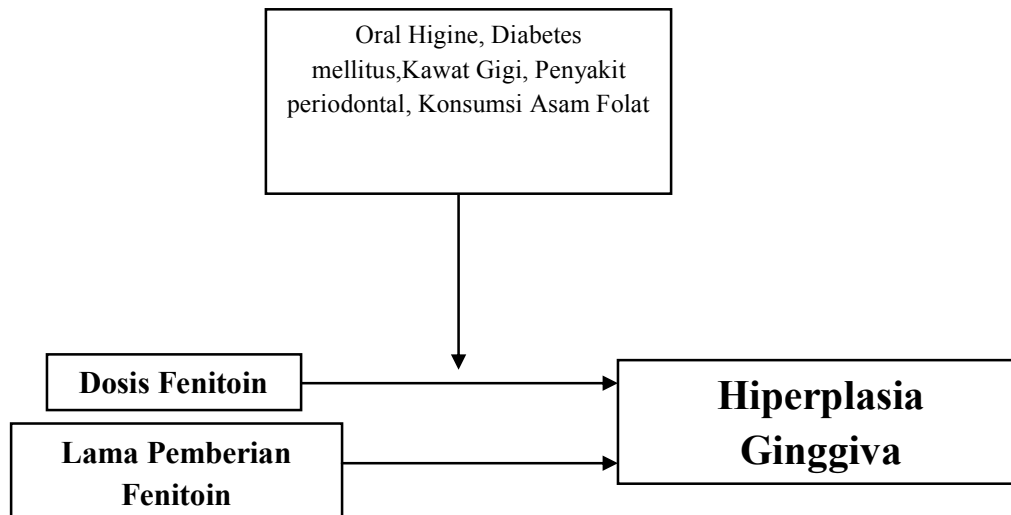 Oral Higine, Diabetes
mellitus,Kawat Gigi, Penyakit
periodontal, Konsumsi Asam Folat
Dosis Fenitoin
Lama Pemberian
Fenitoin
Hiperplasia
Ginggiva